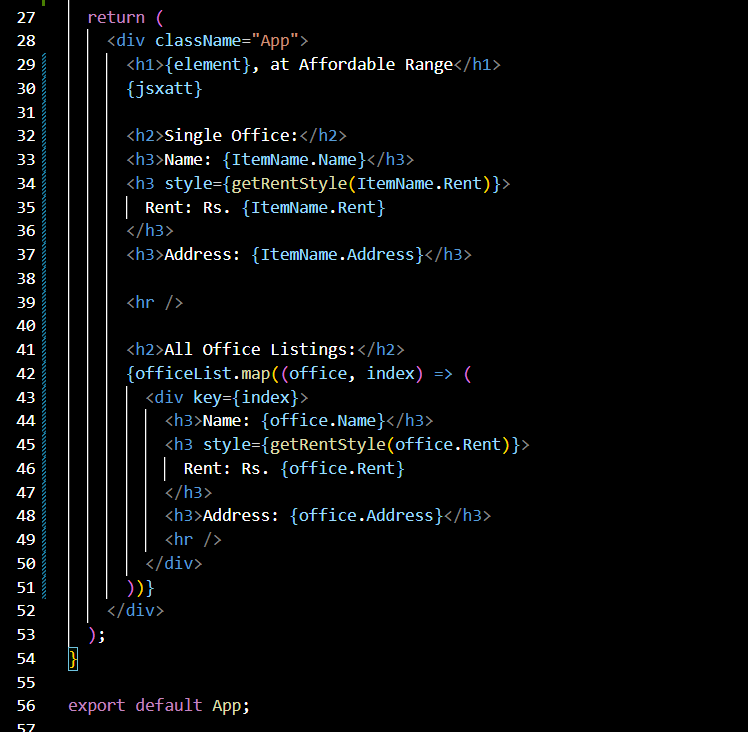 27 return (
28 <div className="App">
29 <h1>{element}, at Affordable Range</h1>
30 {jsxatt}
31
32 <h2>Single Office:</h2>
33 <h3>Name: {ItemName.Name}</h3>
34 <h3 style={getRentStyle(ItemName.Rent)}>
35 Rent: Rs. {ItemName.Rent}
36 </h3>
37 <h3>Address: {ItemName.Address}</h3>
38
39 <hr />
40
41 <h2>All Office Listings:</h2>
42 {officeList.map((office, index) => (
43 <div key={index}>
44 <h3>Name: {office.Name}</h3>
45 <h3 style={getRentStyle(office.Rent)}>
46 Rent: Rs. {office.Rent}
47 </h3>
48 <h3>Address: {office.Address}</h3>
49 <hr />
50 </div>
51 ))}
52 </div>
53 );
54 }
55
56 export default App;
57